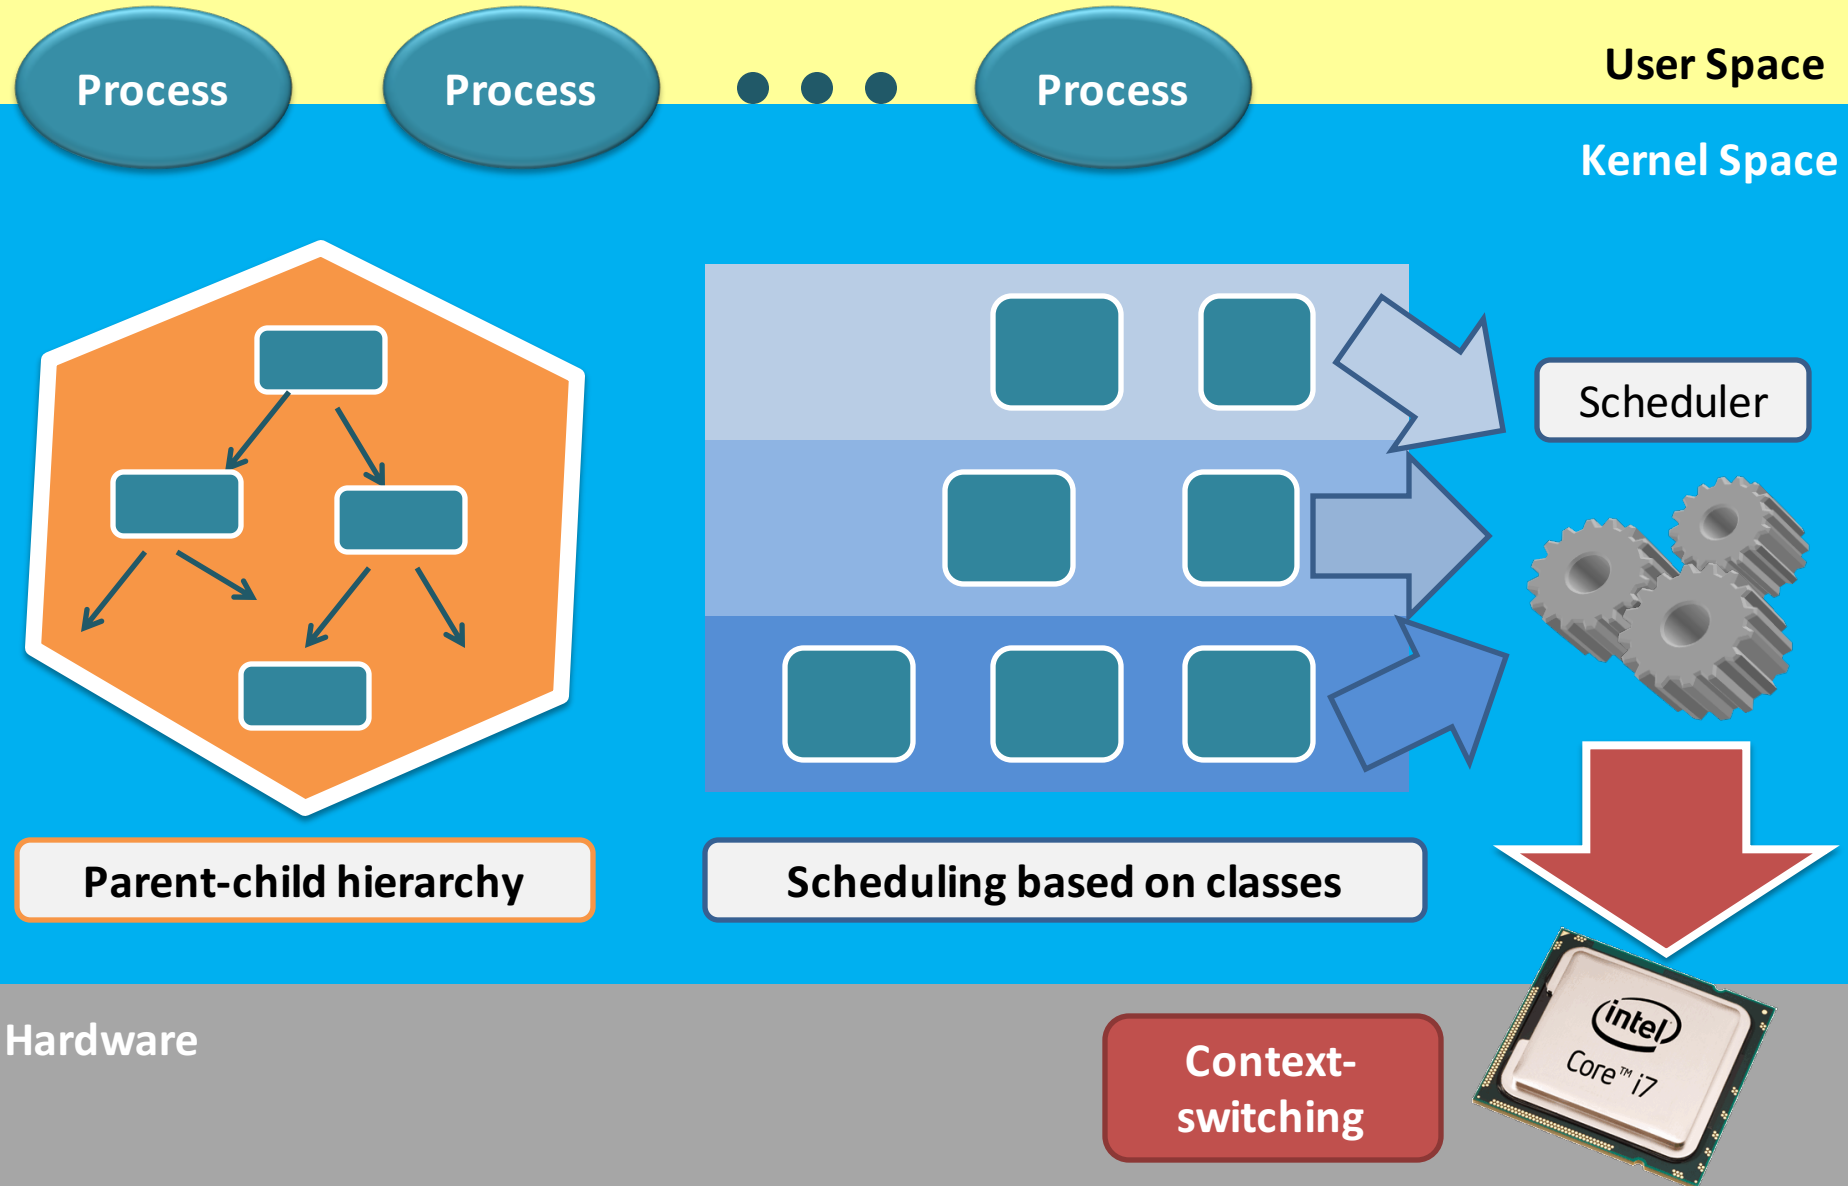 Process
Process
Process
User Space
Kernel Space
Scheduler
Parent-child hierarchy
Scheduling based on classes
Hardware
Context-
switching
intel
Core™ i7